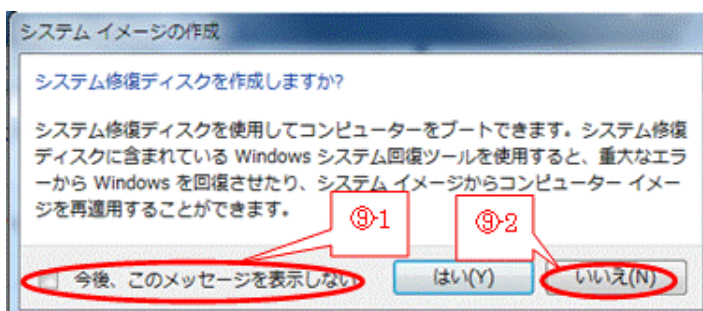 システム イメージの作成
システム修復ディスクを作成しますか?
システム修復ディスクを使用してコンピューターをブートできます。システム修復
ディスクに含まれている Windows システム回復ツールを使用すると、重大なエラ
ーから Windows を回復させたり、システム イメージからコンピューター イメー
ジを再適用することができます。
⑨-1
⑨-2
今後、このメッセージを表示しない
はい(Y)
いいえ(N)